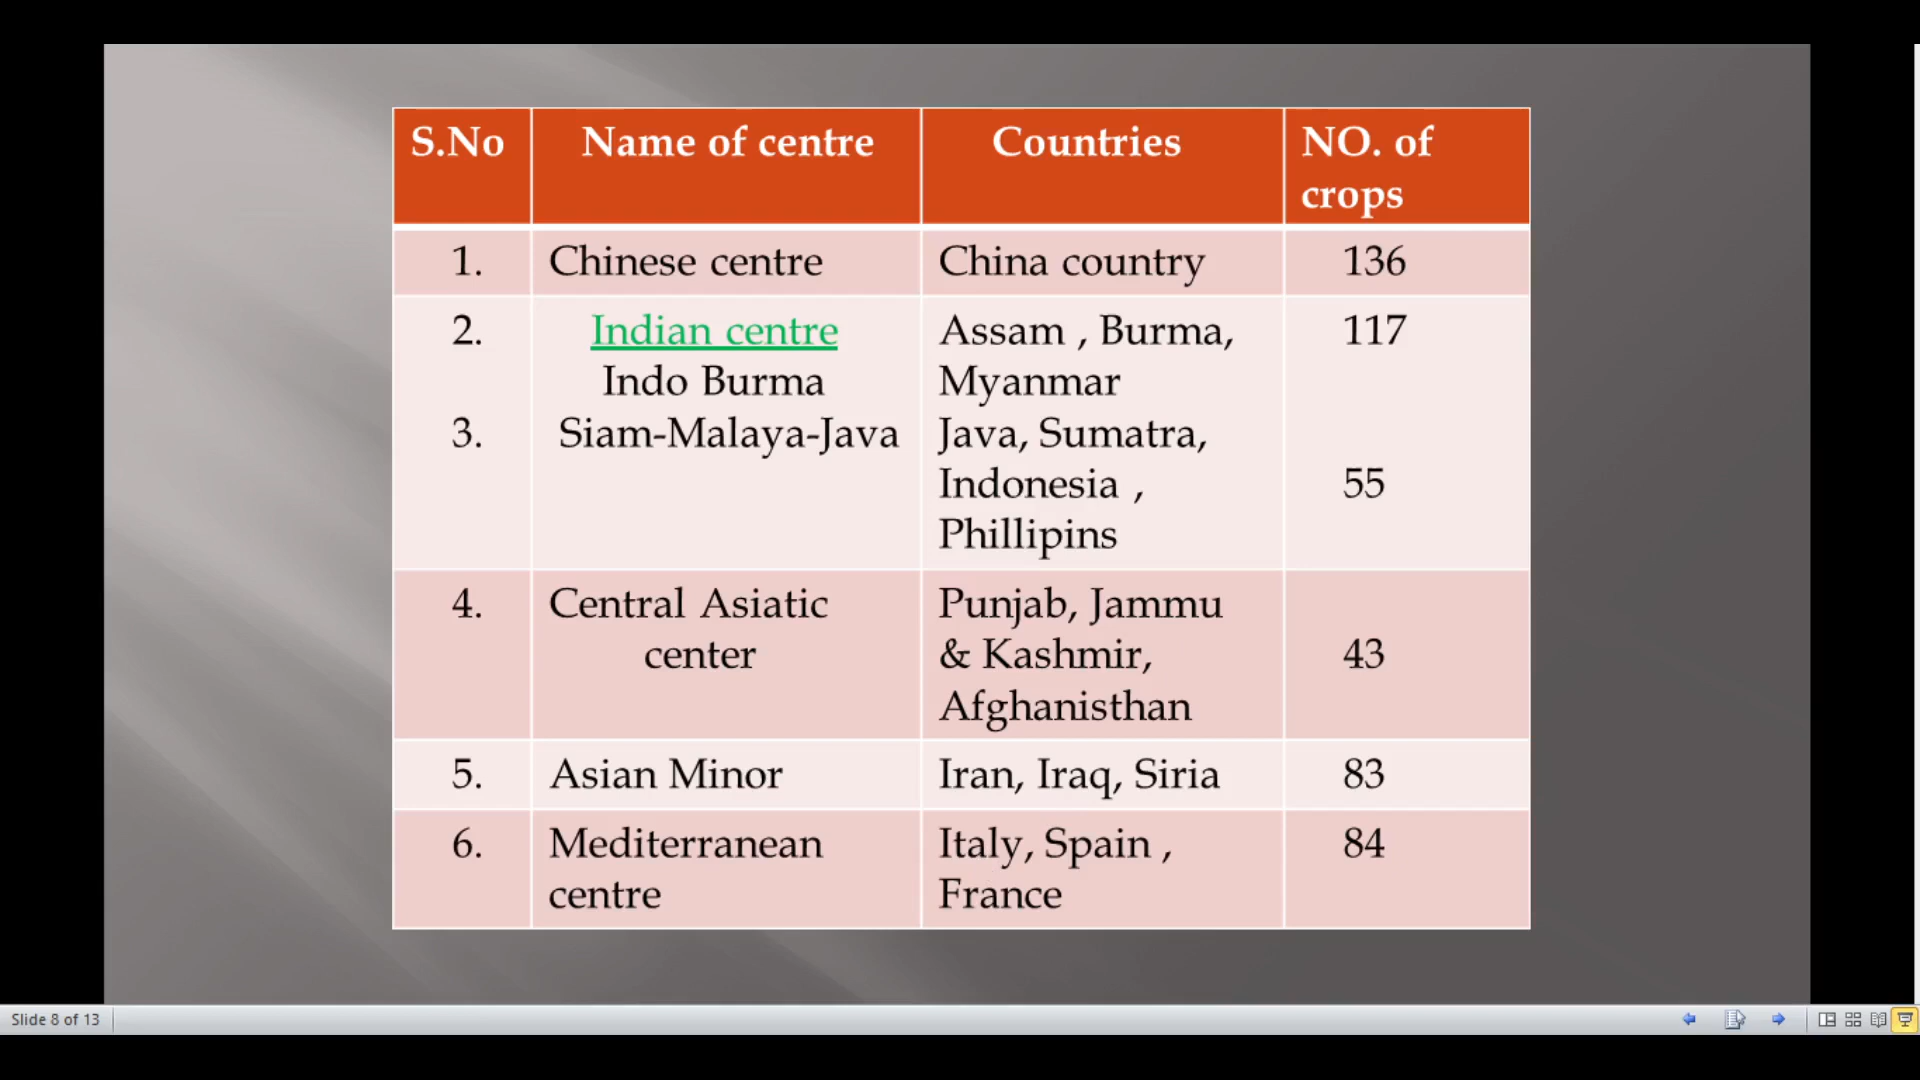 S.No Name of centre Countries NO. of
crops
1. Chinese centre China country 136
2. Indian centre Assam , Burma, 117
Indo Burma Myanmar
3. Siam-Malaya-Java Java, Sumatra,
Indonesia , 55
Phillipins
4. Central Asiatic Punjab, Jammu
center & Kashmir, 43
Afghanisthan
5. Asian Minor Iran, Iraq, Siria 83
6. Mediterranean Italy, Spain , 84
centre France
Slide 8 of 13